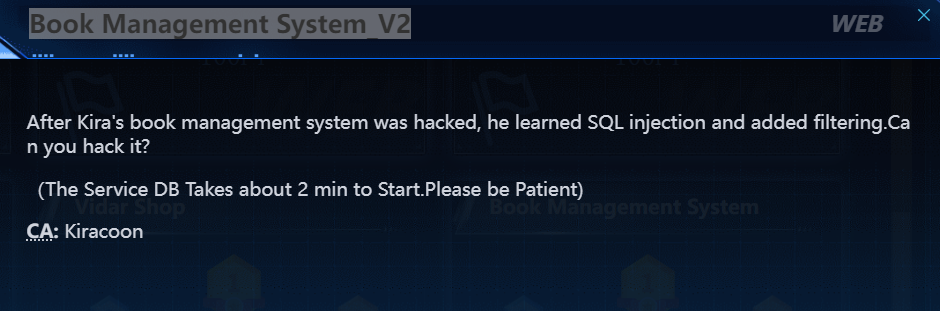 Book Management System_V2
WEB
After Kira's book management system was hacked, he learned SQL injection and added filtering.Ca
n you hack it?
(The Service DB Takes about 2 min to Start.Please be Patient)
Vidar Shop
Book Management System
CA: Kiracoon